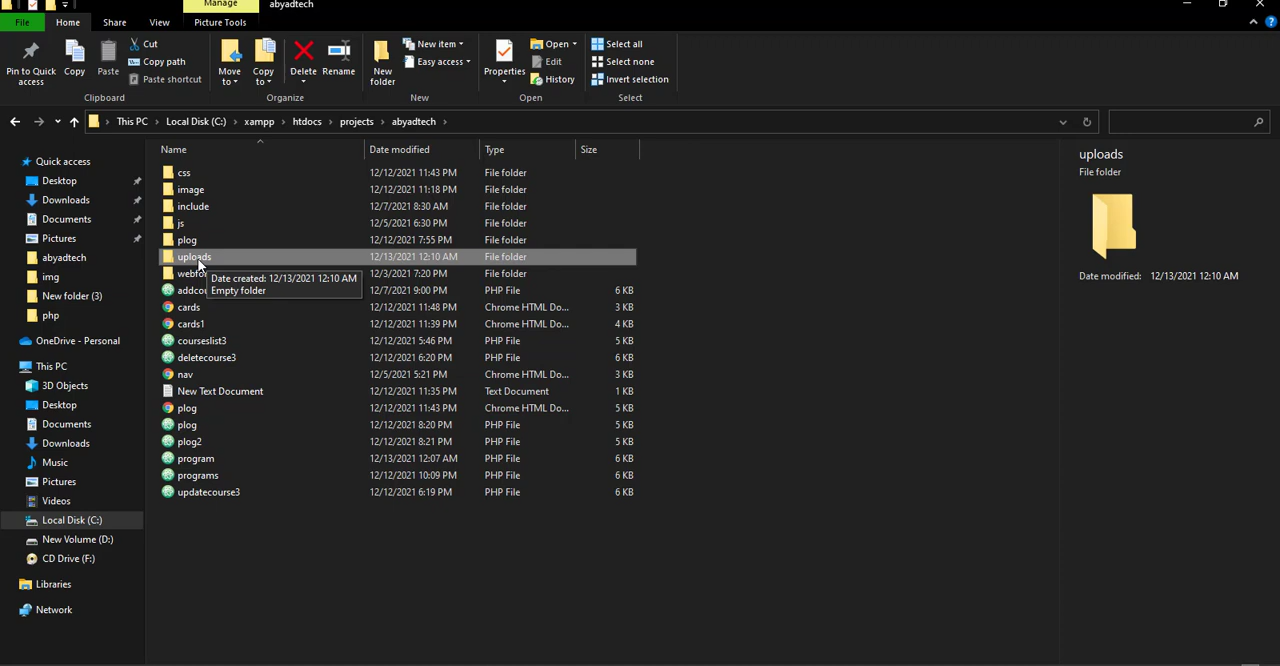 Manage
abyadtech
File
Home
Share
View
Picture Tools
Pin to Quick access
Copy
Paste
Cut
Copy path
Paste shortcut
Clipboard
Move to
Copy to
Delete
Rename
Organize
New folder
New item
Easy access
New
Properties
Open
Edit
History
Open
Select all
Select none
Invert selection
Select
This PC > Local Disk (C:) > xampp > htdocs > projects > abyadtech >
Name Date modified Type Size
css 12/12/2021 11:43 PM File folder
image 12/12/2021 11:18 PM File folder
include 12/7/2021 8:30 AM File folder
js 12/5/2021 6:30 PM File folder
plog 12/12/2021 7:55 PM File folder
uploads 12/13/2021 12:10 AM File folder
webfo 12/3/2021 7:20 PM File folder
Date created: 12/13/2021 12:10 AM
Empty folder
addcou 12/7/2021 9:00 PM PHP File 6 KB
cards 12/12/2021 11:48 PM Chrome HTML Do... 3 KB
cards1 12/12/2021 11:39 PM Chrome HTML Do... 4 KB
courseslist3 12/12/2021 5:46 PM PHP File 5 KB
deletecourse3 12/12/2021 6:20 PM PHP File 6 KB
nav 12/5/2021 5:21 PM Chrome HTML Do... 3 KB
New Text Document 12/12/2021 11:35 PM Text Document 1 KB
plog 12/12/2021 11:43 PM Chrome HTML Do... 5 KB
plog 12/12/2021 8:20 PM PHP File 5 KB
plog2 12/12/2021 8:21 PM PHP File 5 KB
program 12/13/2021 12:07 AM PHP File 6 KB
programs 12/12/2021 10:09 PM PHP File 6 KB
updatecourse3 12/12/2021 6:19 PM PHP File 6 KB
Quick access
Desktop
Downloads
Documents
Pictures
abyadtech
img
New folder (3)
php
OneDrive - Personal
This PC
3D Objects
Desktop
Documents
Downloads
Music
Pictures
Videos
Local Disk (C:)
New Volume (D:)
CD Drive (F:)
Libraries
Network
uploads
File folder
Date modified: 12/13/2021 12:10 AM